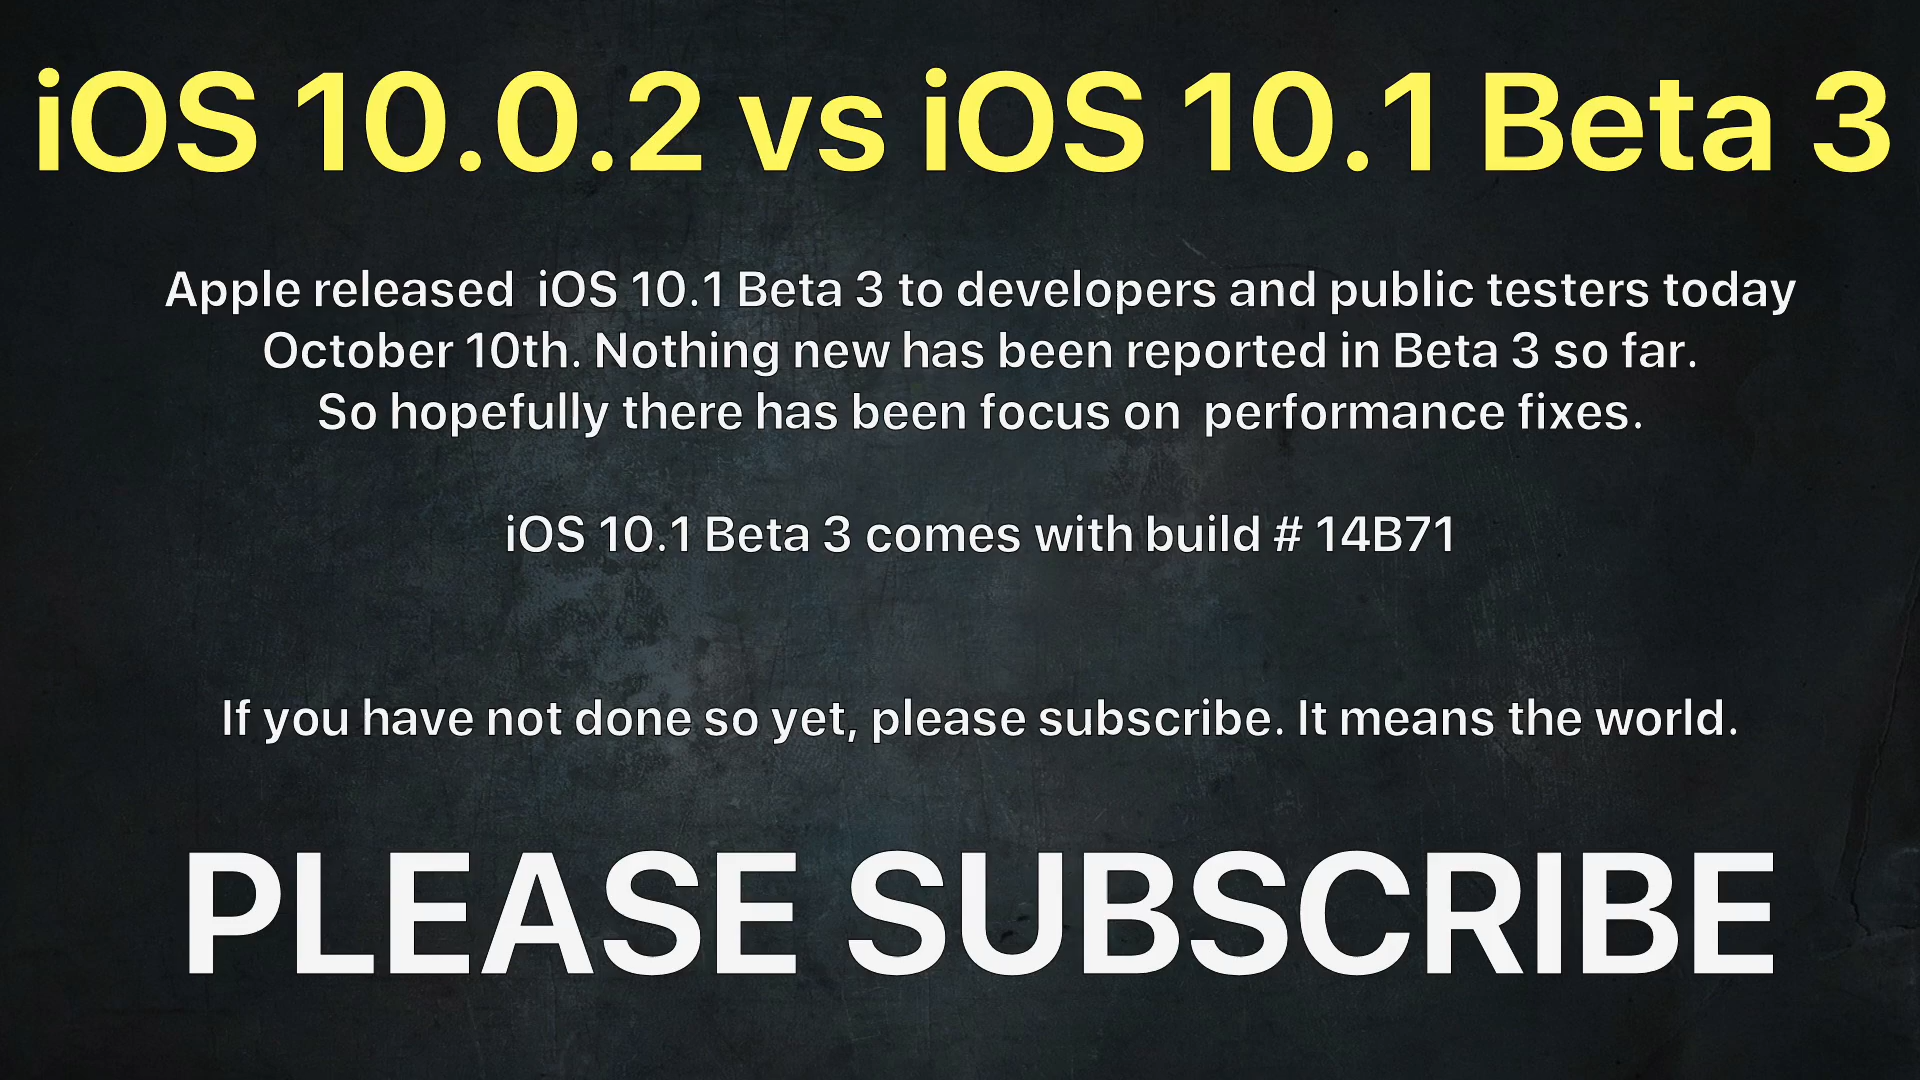 iOS 10.0.2 vs iOS 10.1 Beta 3
Apple released  iOS 10.1 Beta 3 to developers and public testers today
October 10th. Nothing new has been reported in Beta 3 so far.
So hopefully there has been focus on  performance fixes.
iOS 10.1 Beta 3 comes with build # 14B71
If you have not done so yet, please subscribe. It means the world.
PLEASE SUBSCRIBE